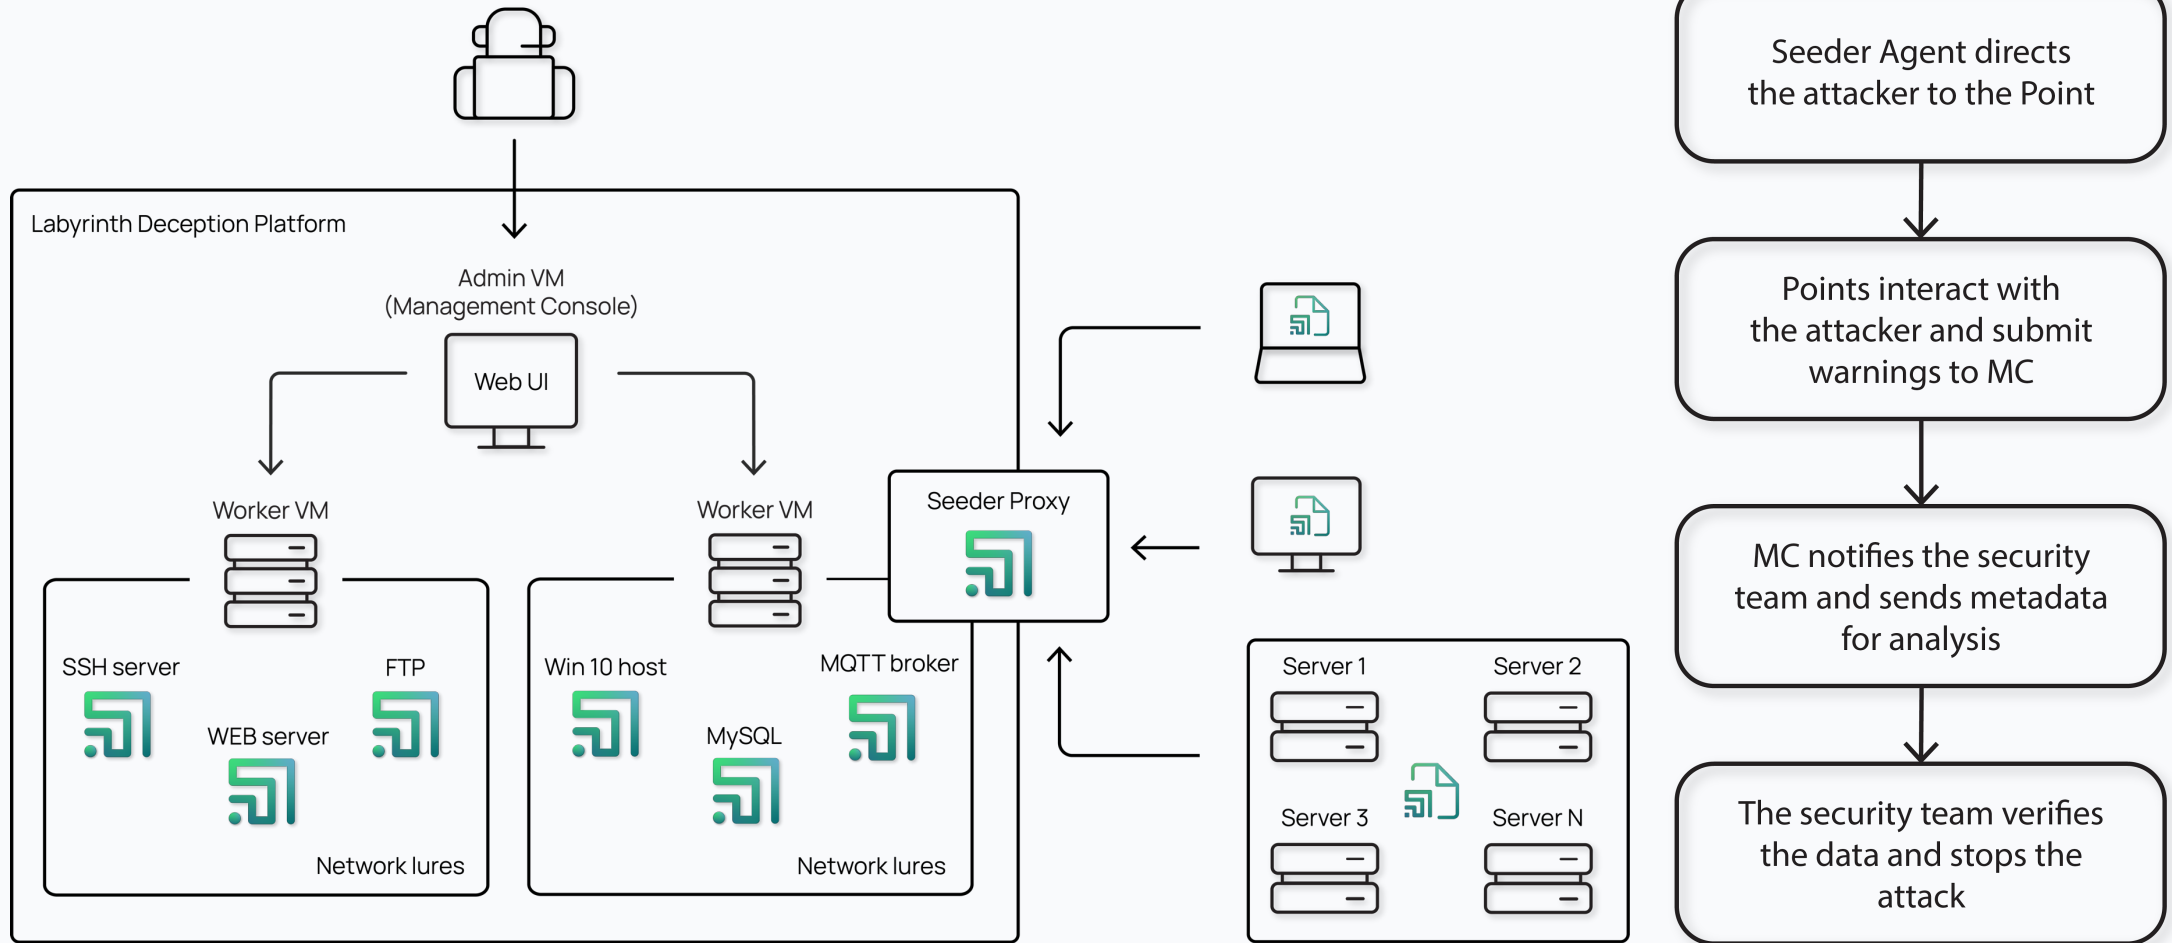 Labyrinth Deception Platform
Admin VM
(Management Console)
Web UI
Worker VM
Worker VM
Seeder Proxy
SSH server
FTP
WEB server
Network lures
Win 10 host
MQTT broker
MySQL
Network lures
Server 1
Server 2
Server 3
Server N
Seeder Agent directs
the attacker to the Point
Points interact with
the attacker and submit
warnings to MC
MC notifies the security
team and sends metadata
for analysis
The security team verifies
the data and stops the
attack